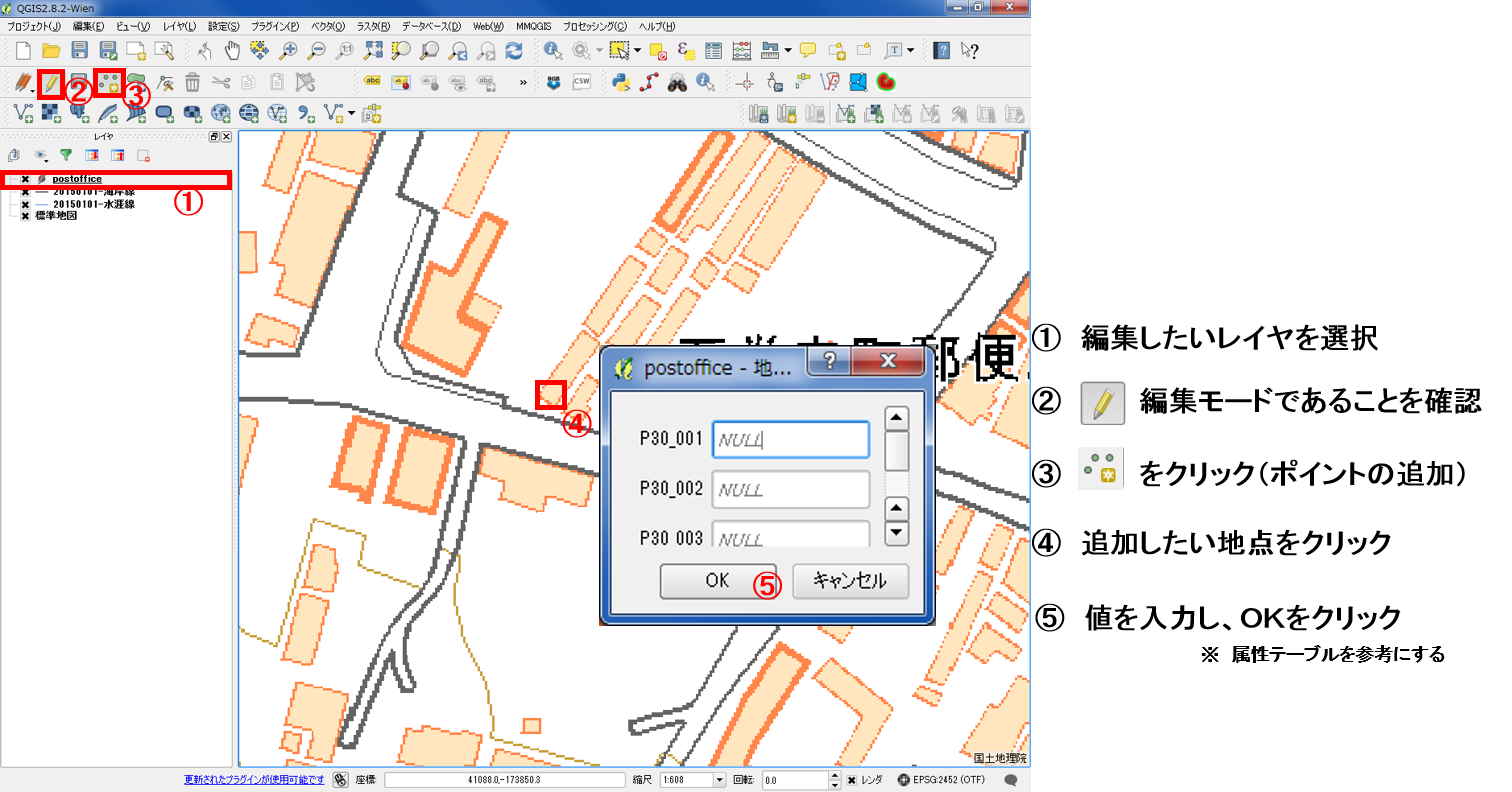 QGIS2.8.2-Wien
プロジェクト(J) 編集(E) ビュー(V) レイヤ(L) 設定(S) プラグイン(P) ベクタ(O) ラスタ(R) データベース(D) Web(W) MMQGIS プロセッシング(C) ヘルプ(H)
② ③
レイヤ
postoffice
20150101-海岸線
20150101-水涯線
標準地図
①
町郵便
④
postoffice - 地...
P30_001 NULL
P30_002 NULL
P30 003 NULL
OK ⑤ キャンセル
国土地理院
更新されたプラグインが使用可能です 座標: 41088.0,-173850.3 縮尺 1:608 回転: 0.0 レンダ EPSG:2452 (OTF)
① 編集したいレイヤを選択
② 編集モードであることを確認
③ をクリック（ポイントの追加）
④ 追加したい地点をクリック
⑤ 値を入力し、OKをクリック
※ 属性テーブルを参考にする